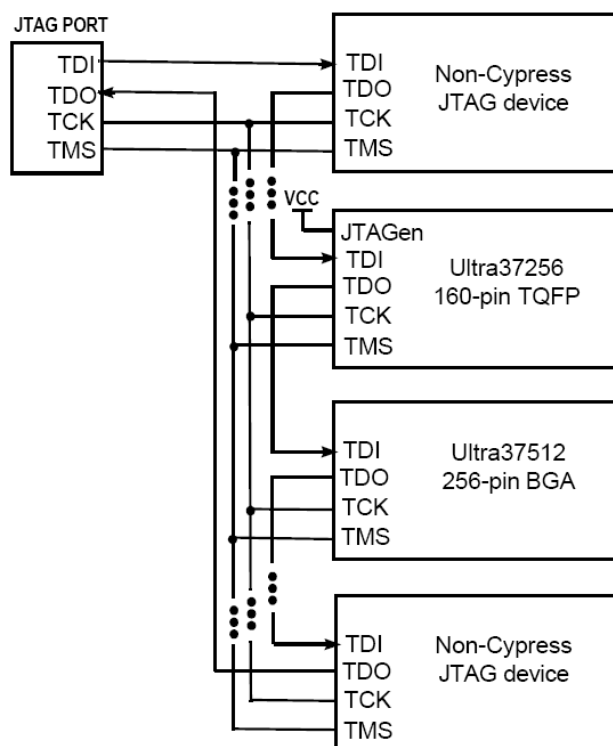 JTAG PORT
TDI
TDO
TCK
TMS
TDI
TDO
TCK
TMS
Non-Cypress
JTAG device
VCC
JTAGen
TDI
TDO
TCK
TMS
Ultra37256
160-pin TQFP
TDI
TDO
TCK
TMS
Ultra37512
256-pin BGA
TDI
TDO
TCK
TMS
Non-Cypress
JTAG device